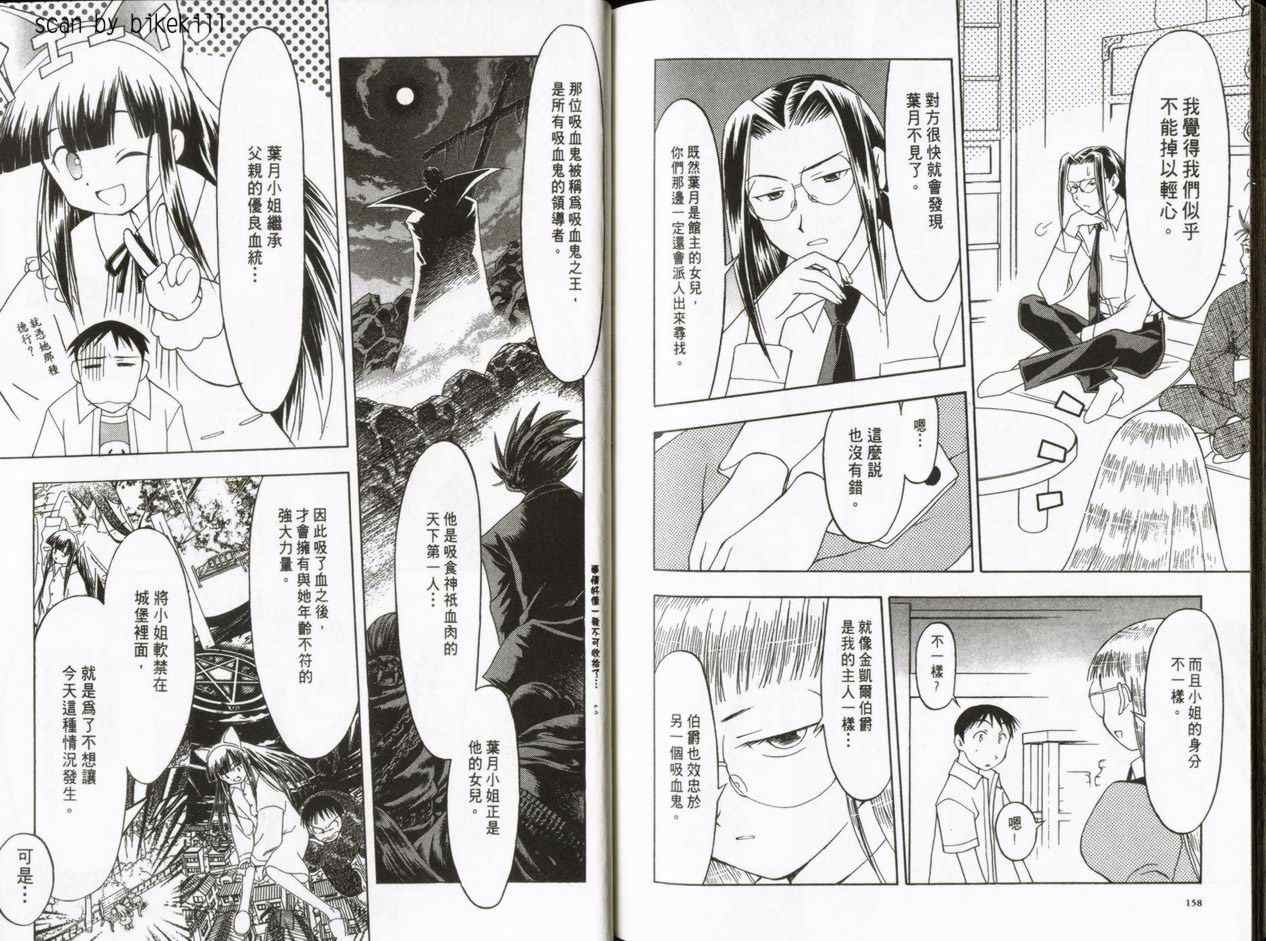 我覺得我們似乎
不能掉以輕心。
對方很快就會發現
葉月不見了。
既然葉月是館主的女兒，
你們那邊一定還會派人出來尋找。
嗯…
這麼說
也沒有錯。
而且小姐的身分
不一樣。
不一樣？
嗯！
就像金凱爾伯爵
是我的主人一樣…
伯爵也效忠於
另一個吸血鬼。
158
那位吸血鬼被稱為吸血鬼之王，
是所有吸血鬼的領導者。
他是吸食神祇血肉的
天下第一人…
葉月小姐正是
他的女兒。
葉月小姐繼承
父親的優良血統…
就憑她那種
德行？
因此吸了血之後，
才會擁有與她年齡不符的
強大力量。
將小姐軟禁在
城堡裡面，
就是為了不想讓
今天這種情況發生。
可是…
scan by bikekill